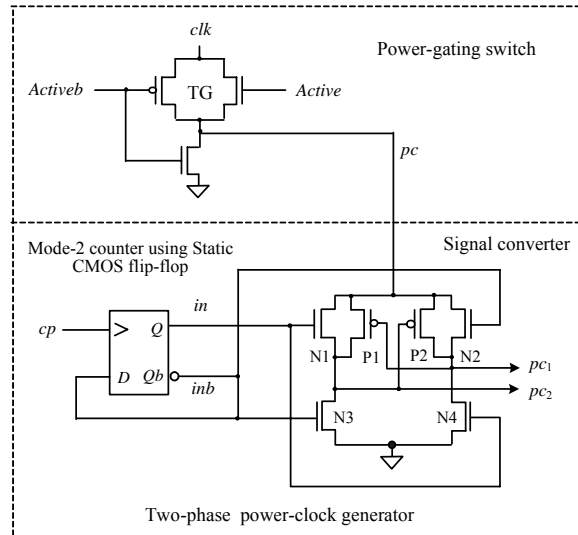 clk
Power-gating switch
Activeb
TG
Active
pc
Mode-2 counter using Static
CMOS flip-flop
Signal converter
in
cp
>
Q
N1
P1
P2
N2
pc1
D
Qb
inb
pc2
N3
N4
Two-phase power-clock generator